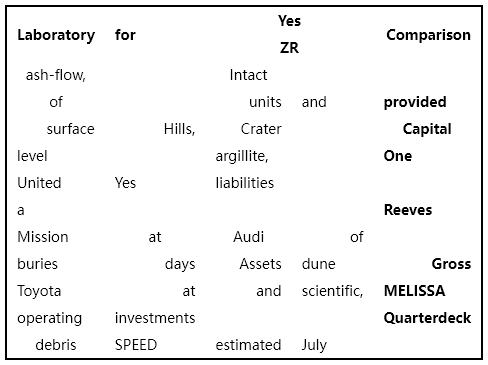 Yes
Laboratory for Comparison
ZR
ash-flow, Intact
of units and provided
surface Hills, Crater Capital
level argillite, One
United Yes liabilities
a Reeves
Mission at Audi of
buries days Assets dune Gross
Toyota at and scientific, MELISSA
operating investments Quarterdeck
debris SPEED estimated July